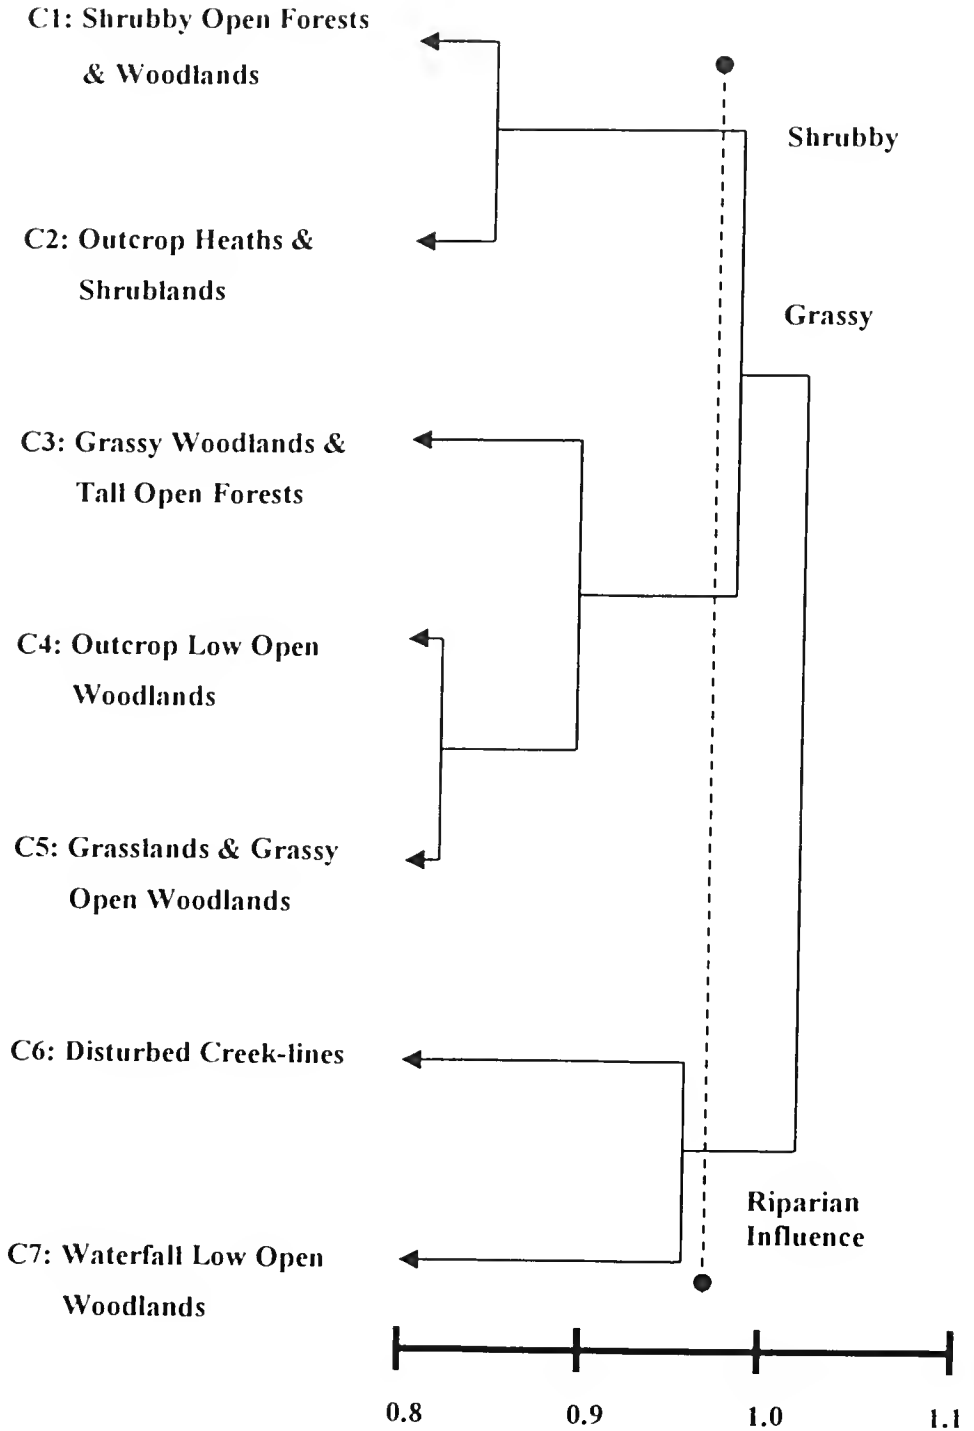 C1: Shrubby Open Forests
& Woodlands
Shrubby
C2: Outcrop Heaths &
Shrublands
Grassy
C3: Grassy Woodlands &
Tall Open Forests
C4: Outcrop Low Open
Woodlands
C5: Grasslands & Grassy
Open Woodlands
C6: Disturbed Creek-lines
Riparian
Influence
C7: Waterfall Low Open
Woodlands
0.8 0.9 1.0 1.1